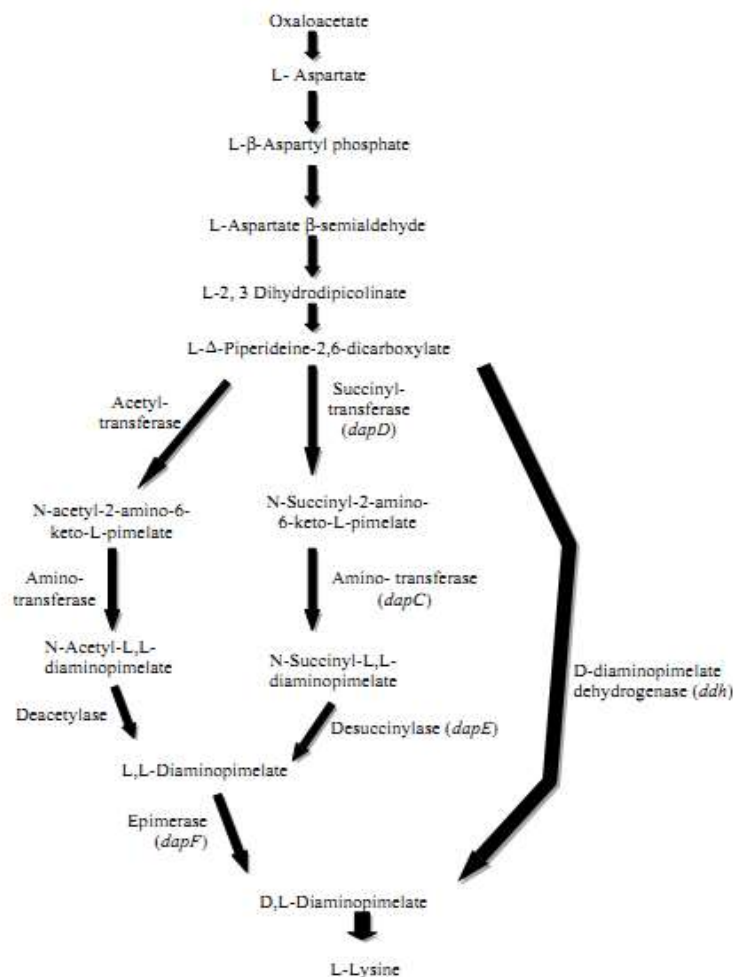 Oxaloacetate
L- Aspartate
L-β-Aspartyl phosphate
L-Aspartate β-semialdehyde
L-2, 3 Dihydrodipicolinate
L-Δ-Piperideine-2,6-dicarboxylate
Acetyl-
transferase
Succinyl-
transferase
(dapD)
N-acetyl-2-amino-6-
keto-L-pimelate
N-Succinyl-2-amino-
6-keto-L-pimelate
Amino-
transferase
Amino- transferase
(dapC)
N-Acetyl-L,L-
diaminopimelate
N-Succinyl-L,L-
diaminopimelate
D-diaminopimelate
dehydrogenase (ddh)
Deacetylase
Desuccinylase (dapE)
L,L-Diaminopimelate
Epimerase
(dapF)
D,L-Diaminopimelate
L-Lysine